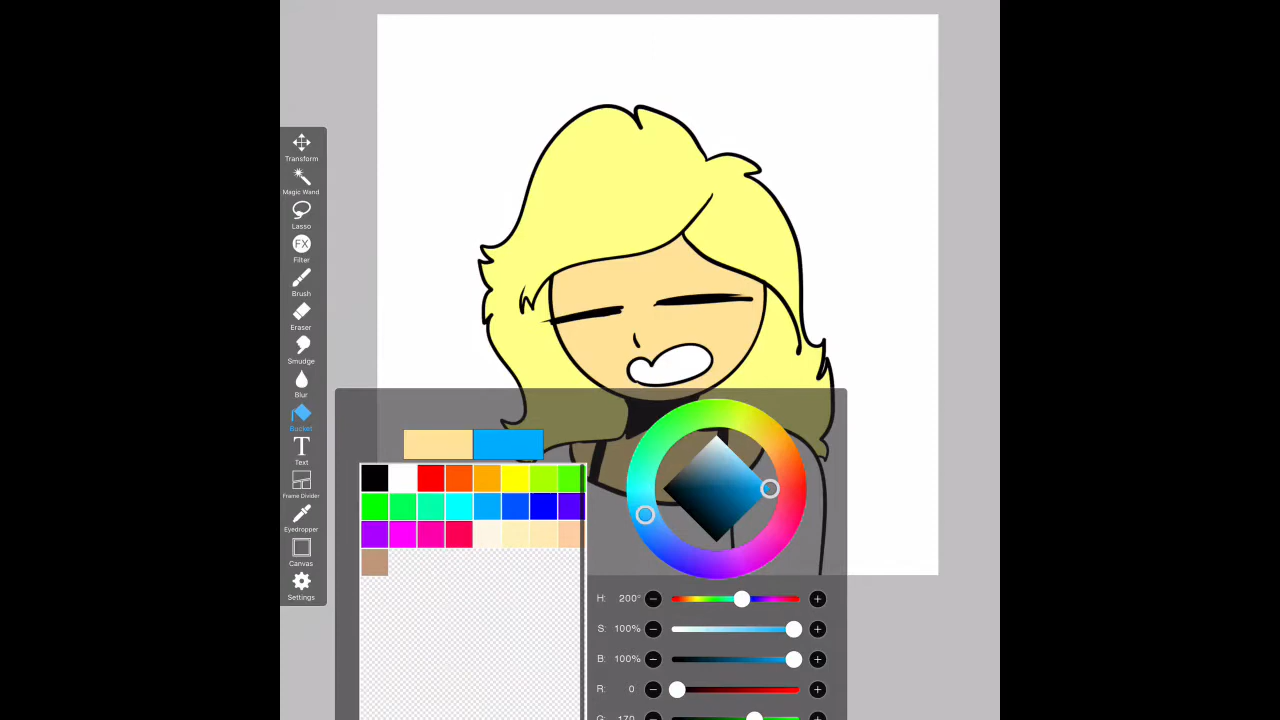 Transform
Magic Wand
Lasso
FX
Filter
Brush
Eraser
Smudge
Blur
Bucket
T
Text
Frame Divider
Eyedropper
Canvas
Settings
H: 200°
S: 100%
B: 100%
R: 0
G: 170